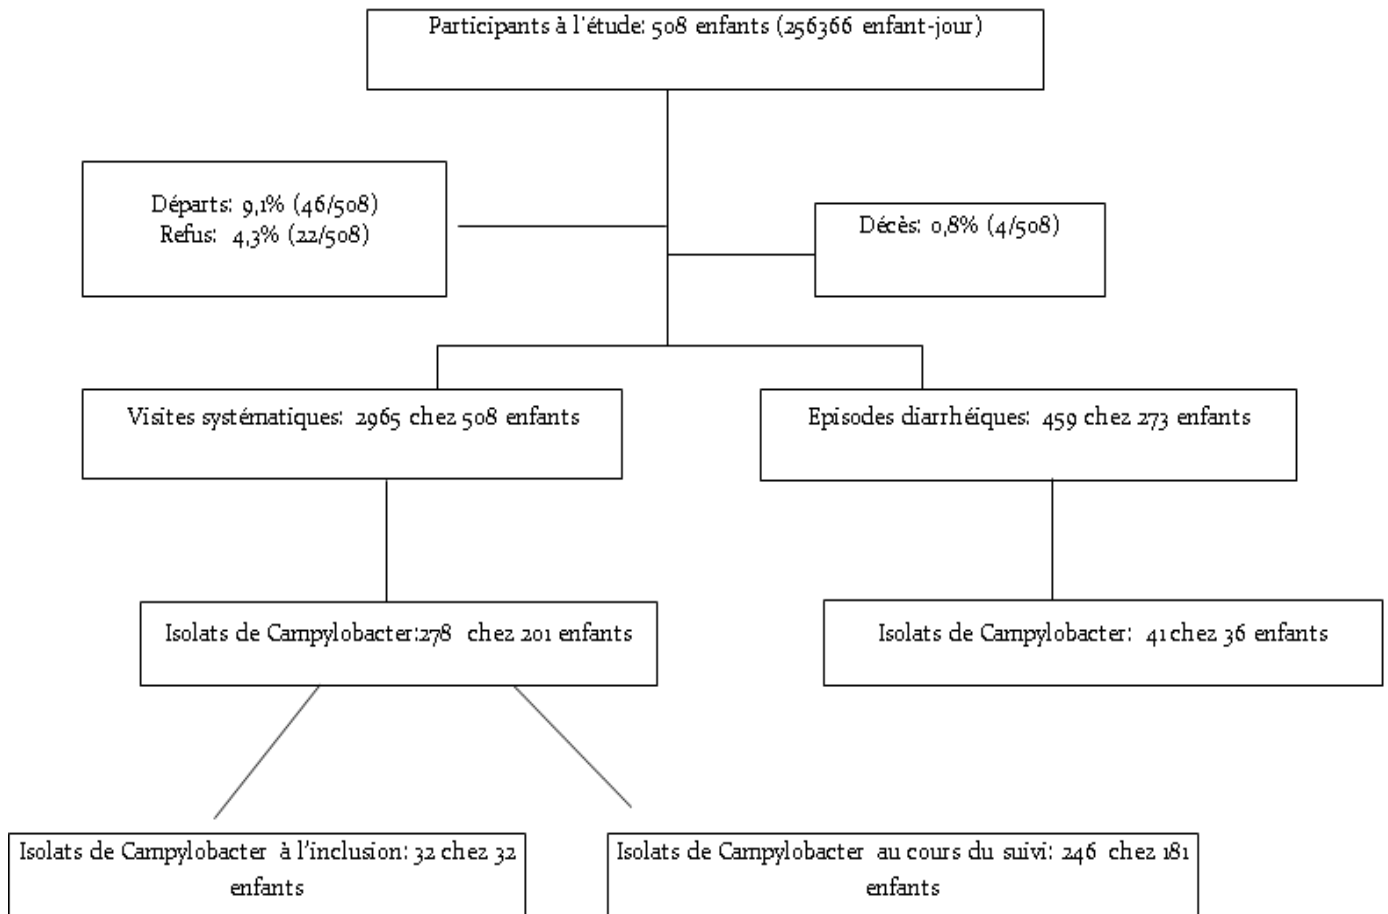 Participants à l'étude: 508 enfants (256366 enfant-jour)
Départs: 9,1% (46/508)
Refus: 4,3% (22/508)
Décès: 0,8% (4/508)
Visites systématiques: 2965 chez 508 enfants
Episodes diarrhéiques: 459 chez 273 enfants
Isolats de Campylobacter:278 chez 201 enfants
Isolats de Campylobacter: 41 chez 36 enfants
Isolats de Campylobacter à l'inclusion: 32 chez 32
enfants
Isolats de Campylobacter au cours du suivi: 246 chez 181
enfants